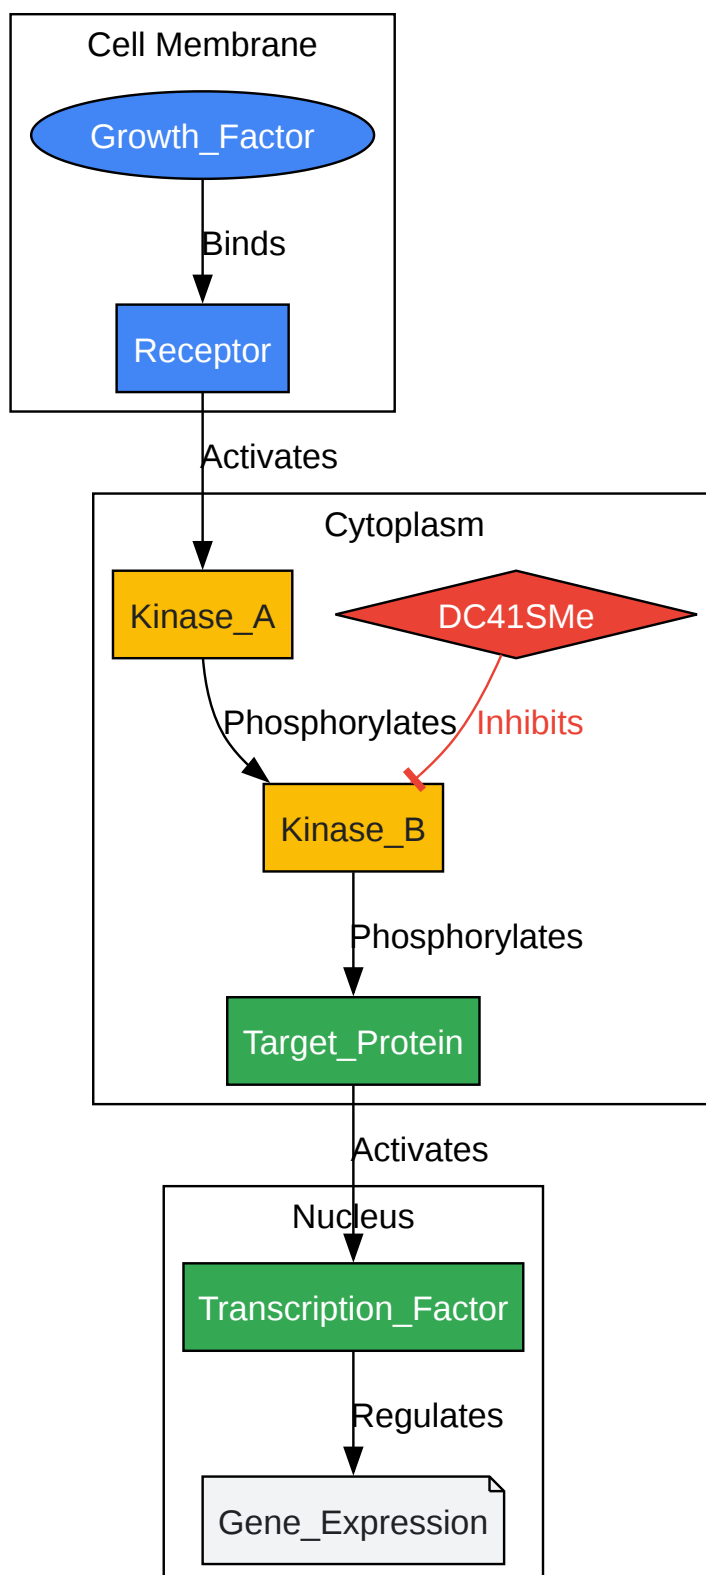 Cell Membrane
Growth_Factor
Binds
Receptor
Activates
Cytoplasm
Kinase_A
DC41SMe
Phosphorylates
Inhibits
Kinase_B
Phosphorylates
Target_Protein
Activates
Nucleus
Transcription_Factor
Regulates
Gene_Expression